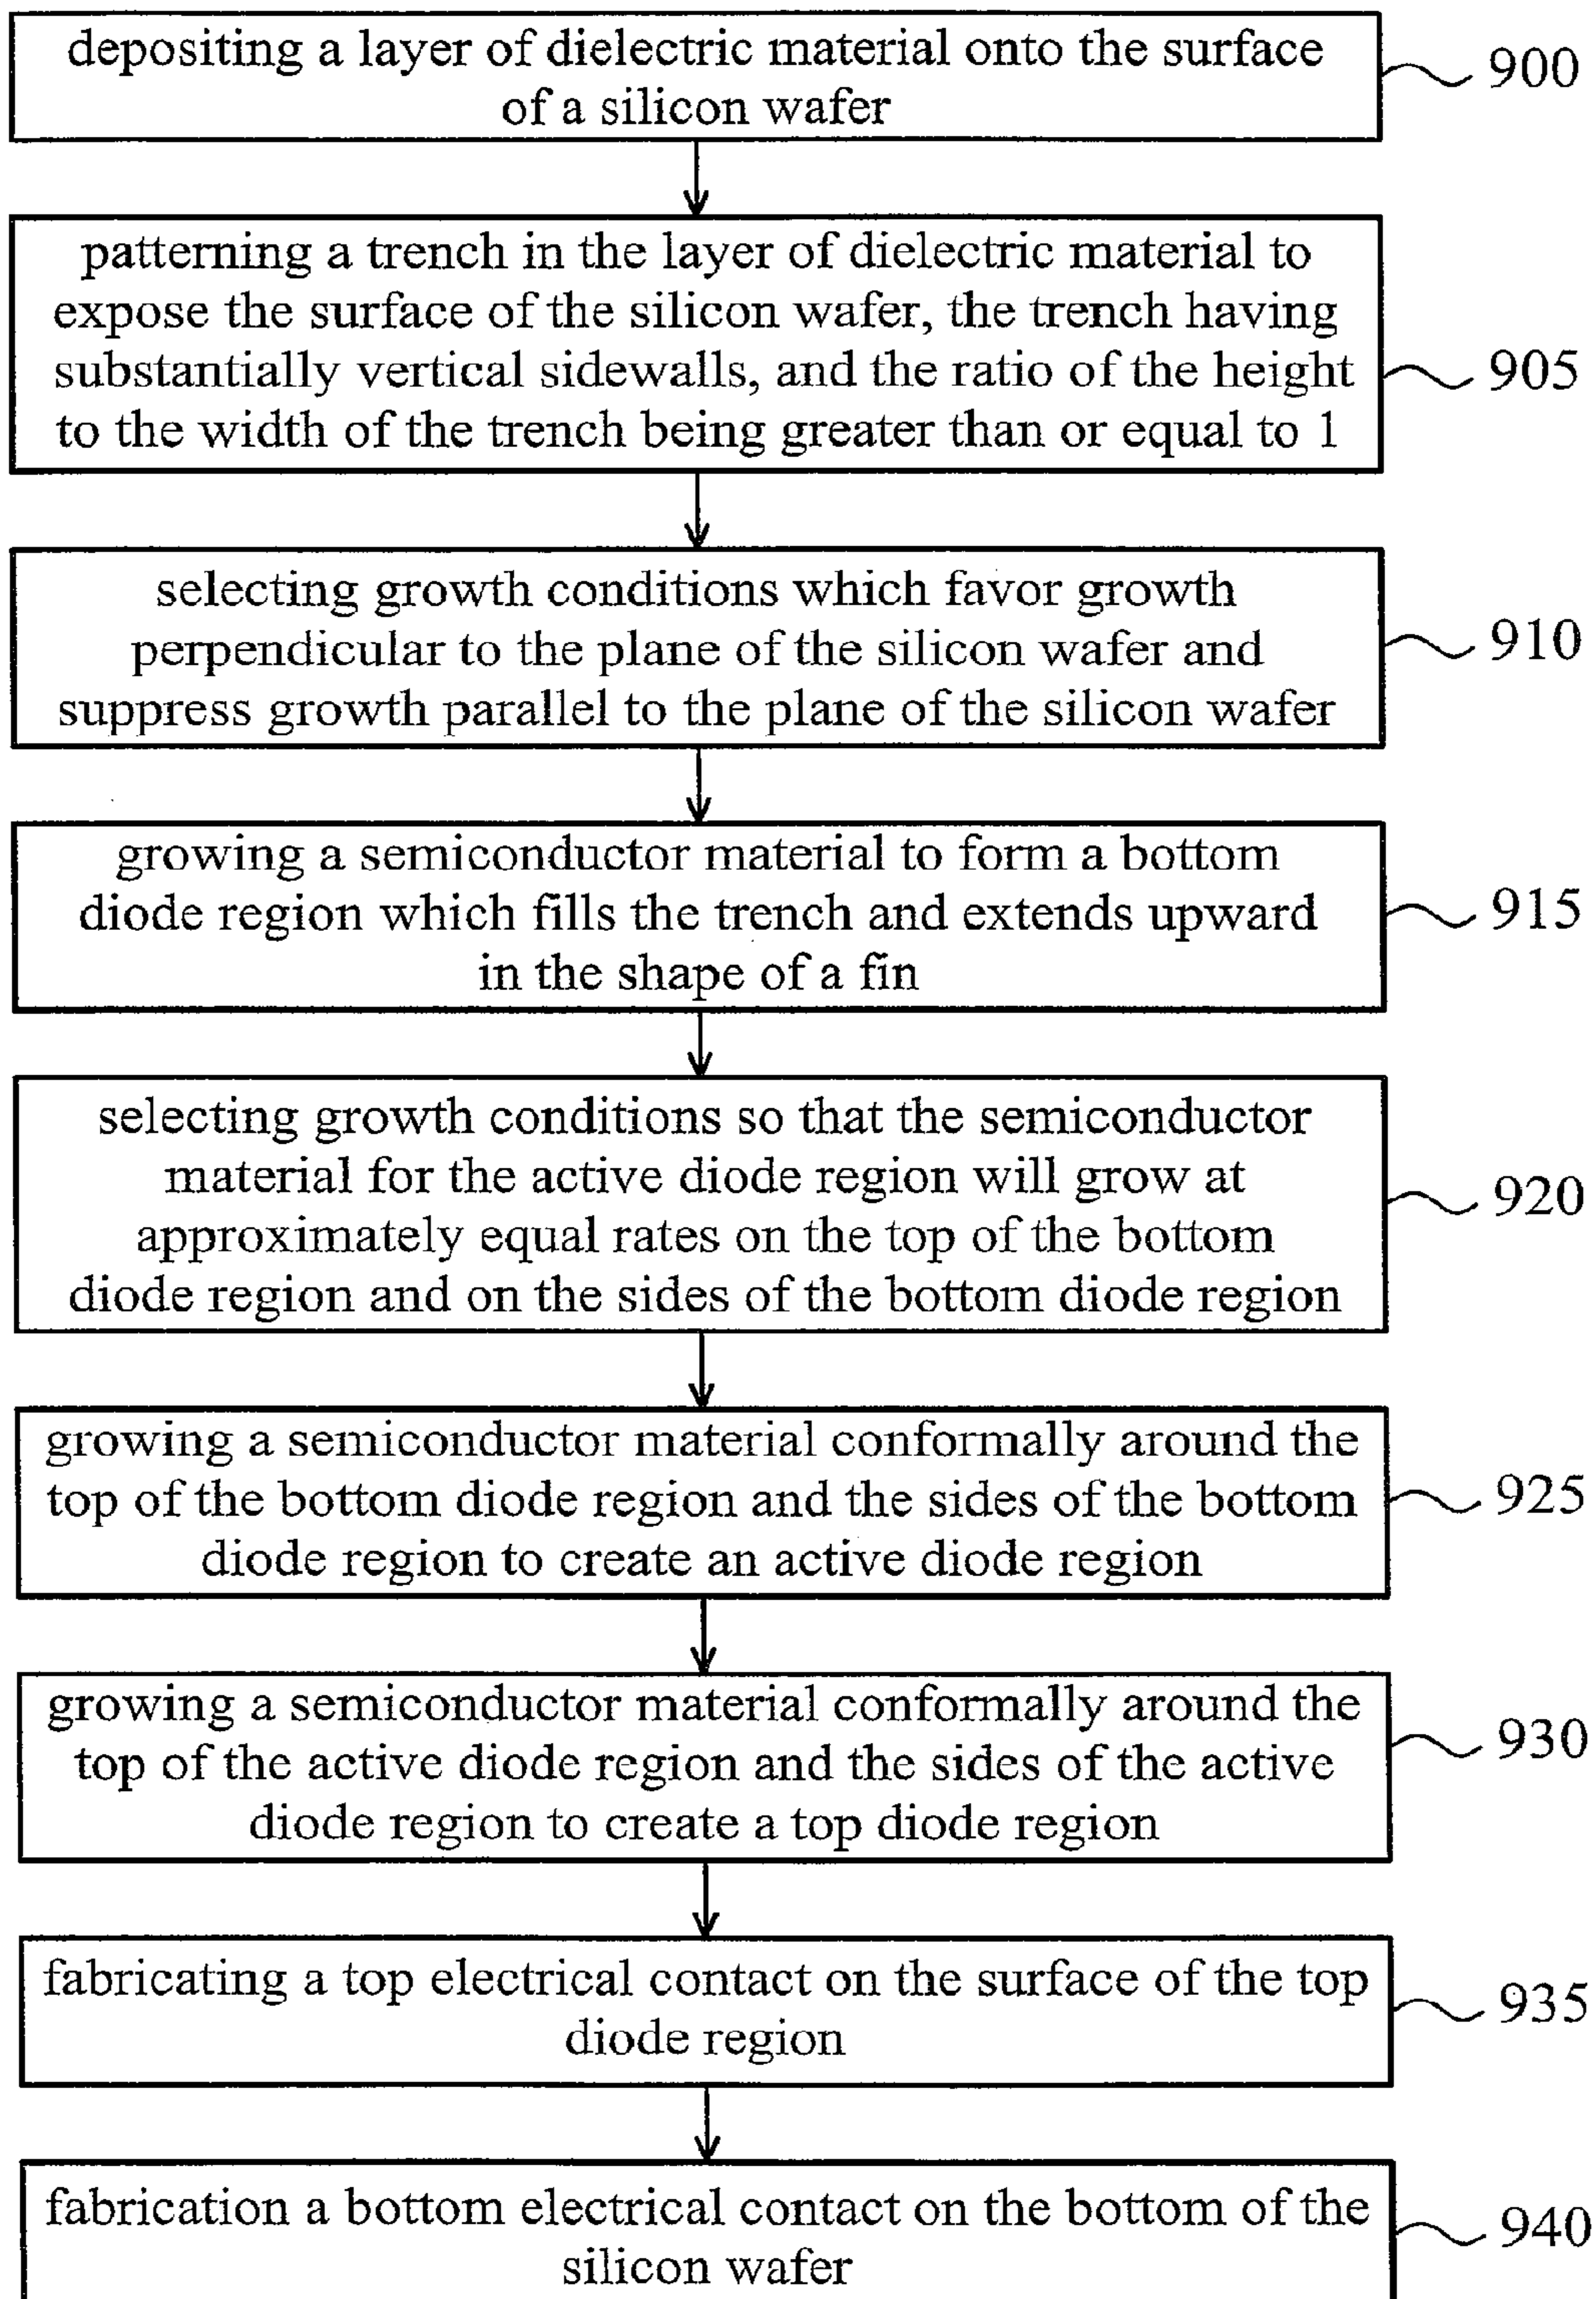 depositing a layer of dielectric material onto the surface
of a silicon wafer
900
patterning a trench in the layer of dielectric material to
expose the surface of the silicon wafer, the trench having
substantially vertical sidewalls, and the ratio of the height
to the width of the trench being greater than or equal to 1
905
selecting growth conditions which favor growth
perpendicular to the plane of the silicon wafer and
suppress growth parallel to the plane of the silicon wafer
910
growing a semiconductor material to form a bottom
diode region which fills the trench and extends upward
in the shape of a fin
915
selecting growth conditions so that the semiconductor
material for the active diode region will grow at
approximately equal rates on the top of the bottom
diode region and on the sides of the bottom diode region
920
growing a semiconductor material conformally around the
top of the bottom diode region and the sides of the bottom
diode region to create an active diode region
925
growing a semiconductor material conformally around the
top of the active diode region and the sides of the active
diode region to create a top diode region
930
fabricating a top electrical contact on the surface of the top
diode region
935
fabrication a bottom electrical contact on the bottom of the
silicon wafer
940